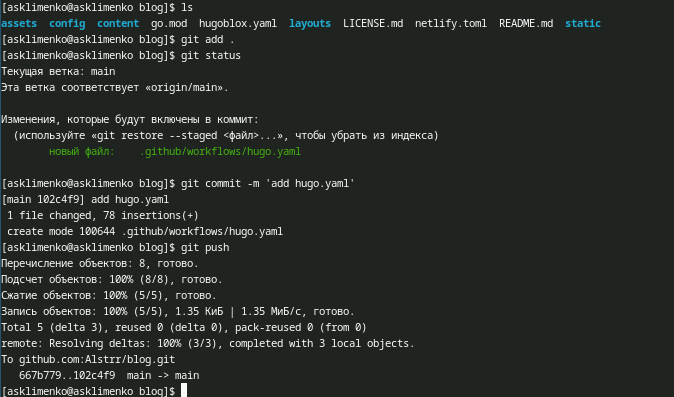 [asklimenko@asklimenko blog]$ ls
assets config content go.mod hugoblox.yaml layouts LICENSE.md netlify.toml README.md static
[asklimenko@asklimenko blog]$ git add .
[asklimenko@asklimenko blog]$ git status
Текущая ветка: main
Эта ветка соответствует «origin/main».
Изменения, которые будут включены в коммит:
(используйте «git restore --staged <файл>...», чтобы убрать из индекса)
новый файл: .github/workflows/hugo.yaml
[asklimenko@asklimenko blog]$ git commit -m 'add hugo.yaml'
[main 102c4f9] add hugo.yaml
1 file changed, 78 insertions(+)
create mode 100644 .github/workflows/hugo.yaml
[asklimenko@asklimenko blog]$ git push
Перечисление объектов: 8, готово.
Подсчет объектов: 100% (8/8), готово.
Сжатие объектов: 100% (5/5), готово.
Запись объектов: 100% (5/5), 1.35 КиБ | 1.35 МиБ/с, готово.
Total 5 (delta 3), reused 0 (delta 0), pack-reused 0 (from 0)
remote: Resolving deltas: 100% (3/3), completed with 3 local objects.
To github.com:Alstrr/blog.git
667b779..102c4f9 main -> main
[asklimenko@asklimenko blog]$